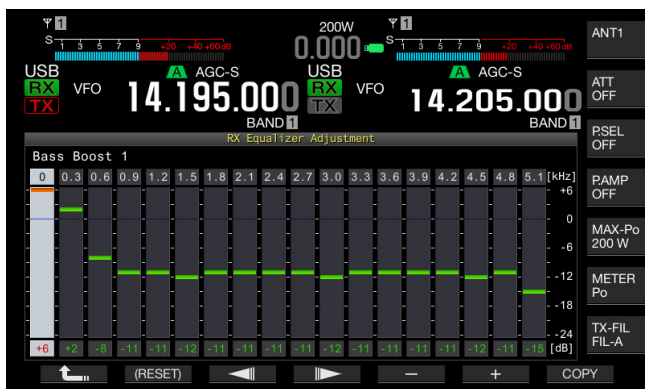 1 200W 1 ANT1
S 1 3 5 7 9 +20 +40 +60dB 0.000 S 1 3 5 7 9 +20 +40 +60dB
USB A AGC-S USB A AGC-S
RX VFO 14.195.000 RX VFO 14.205.000 ATT OFF
TX TX
BAND 1 BAND 1
RX Equalizer Adjustment P.SEL OFF
Bass Boost 1
0 0.3 0.6 0.9 1.2 1.5 1.8 2.1 2.4 2.7 3.0 3.3 3.6 3.9 4.2 4.5 4.8 5.1 [kHz]
+6
P.AMP OFF
0
MAX-Po 200 W
-6
-12
METER Po
-18
-24
TX-FIL FIL-A
+6 +2 -8 -11 -11 -12 -11 -11 -11 -11 -12 -11 -11 -11 -11 -12 -11 -15 [dB]
(RESET) − + COPY